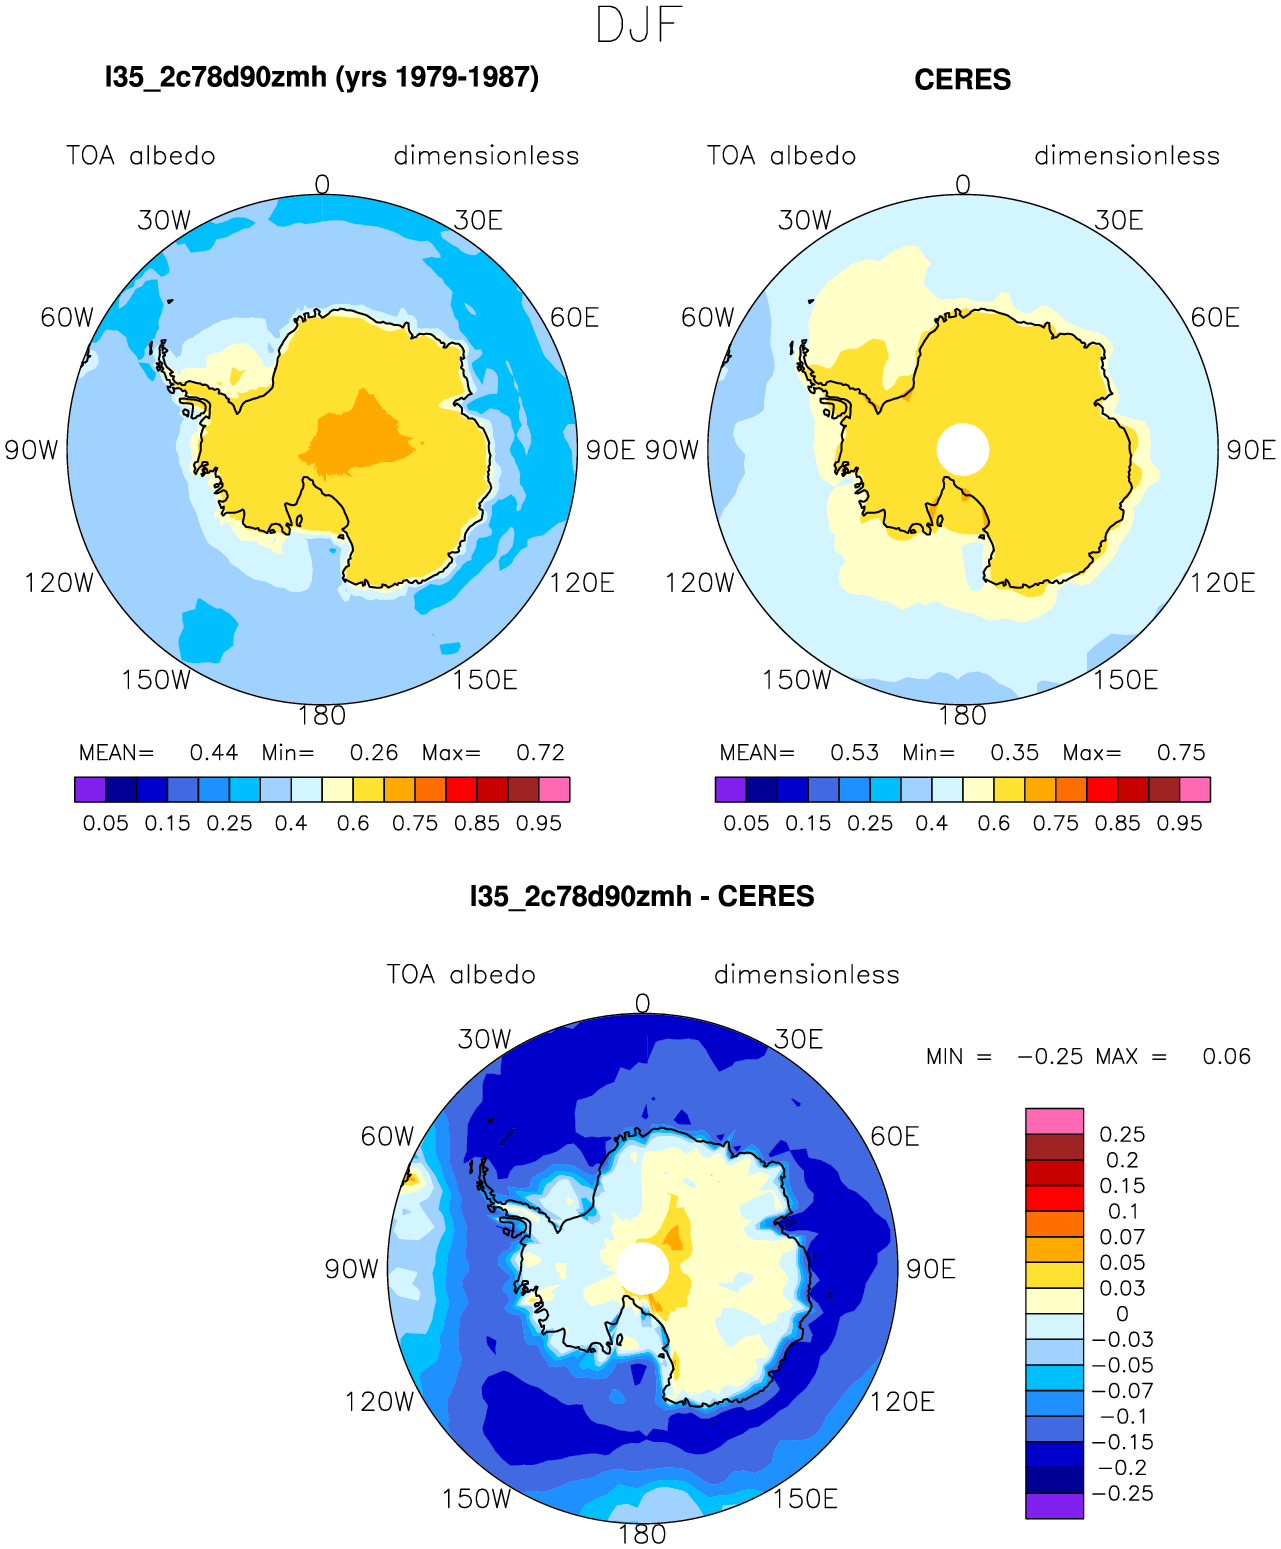 DJF
l35_2c78d90zmh (yrs 1979-1987)
CERES
TOA albedo dimensionless
TOA albedo dimensionless
0
30W 30E
60W 60E
90W 90E
120W 120E
150W 150E
180
0
30W 30E
60W 60E
90W 90E
120W 120E
150W 150E
180
MEAN= 0.44 Min= 0.26 Max= 0.72
0.05 0.15 0.25 0.4 0.6 0.75 0.85 0.95
MEAN= 0.53 Min= 0.35 Max= 0.75
0.05 0.15 0.25 0.4 0.6 0.75 0.85 0.95
l35_2c78d90zmh - CERES
TOA albedo dimensionless
0
30W 30E
60W 60E
90W 90E
120W 120E
150W 150E
180
MIN = -0.25 MAX = 0.06
0.25
0.2
0.15
0.1
0.07
0.05
0.03
0
-0.03
-0.05
-0.07
-0.1
-0.15
-0.2
-0.25